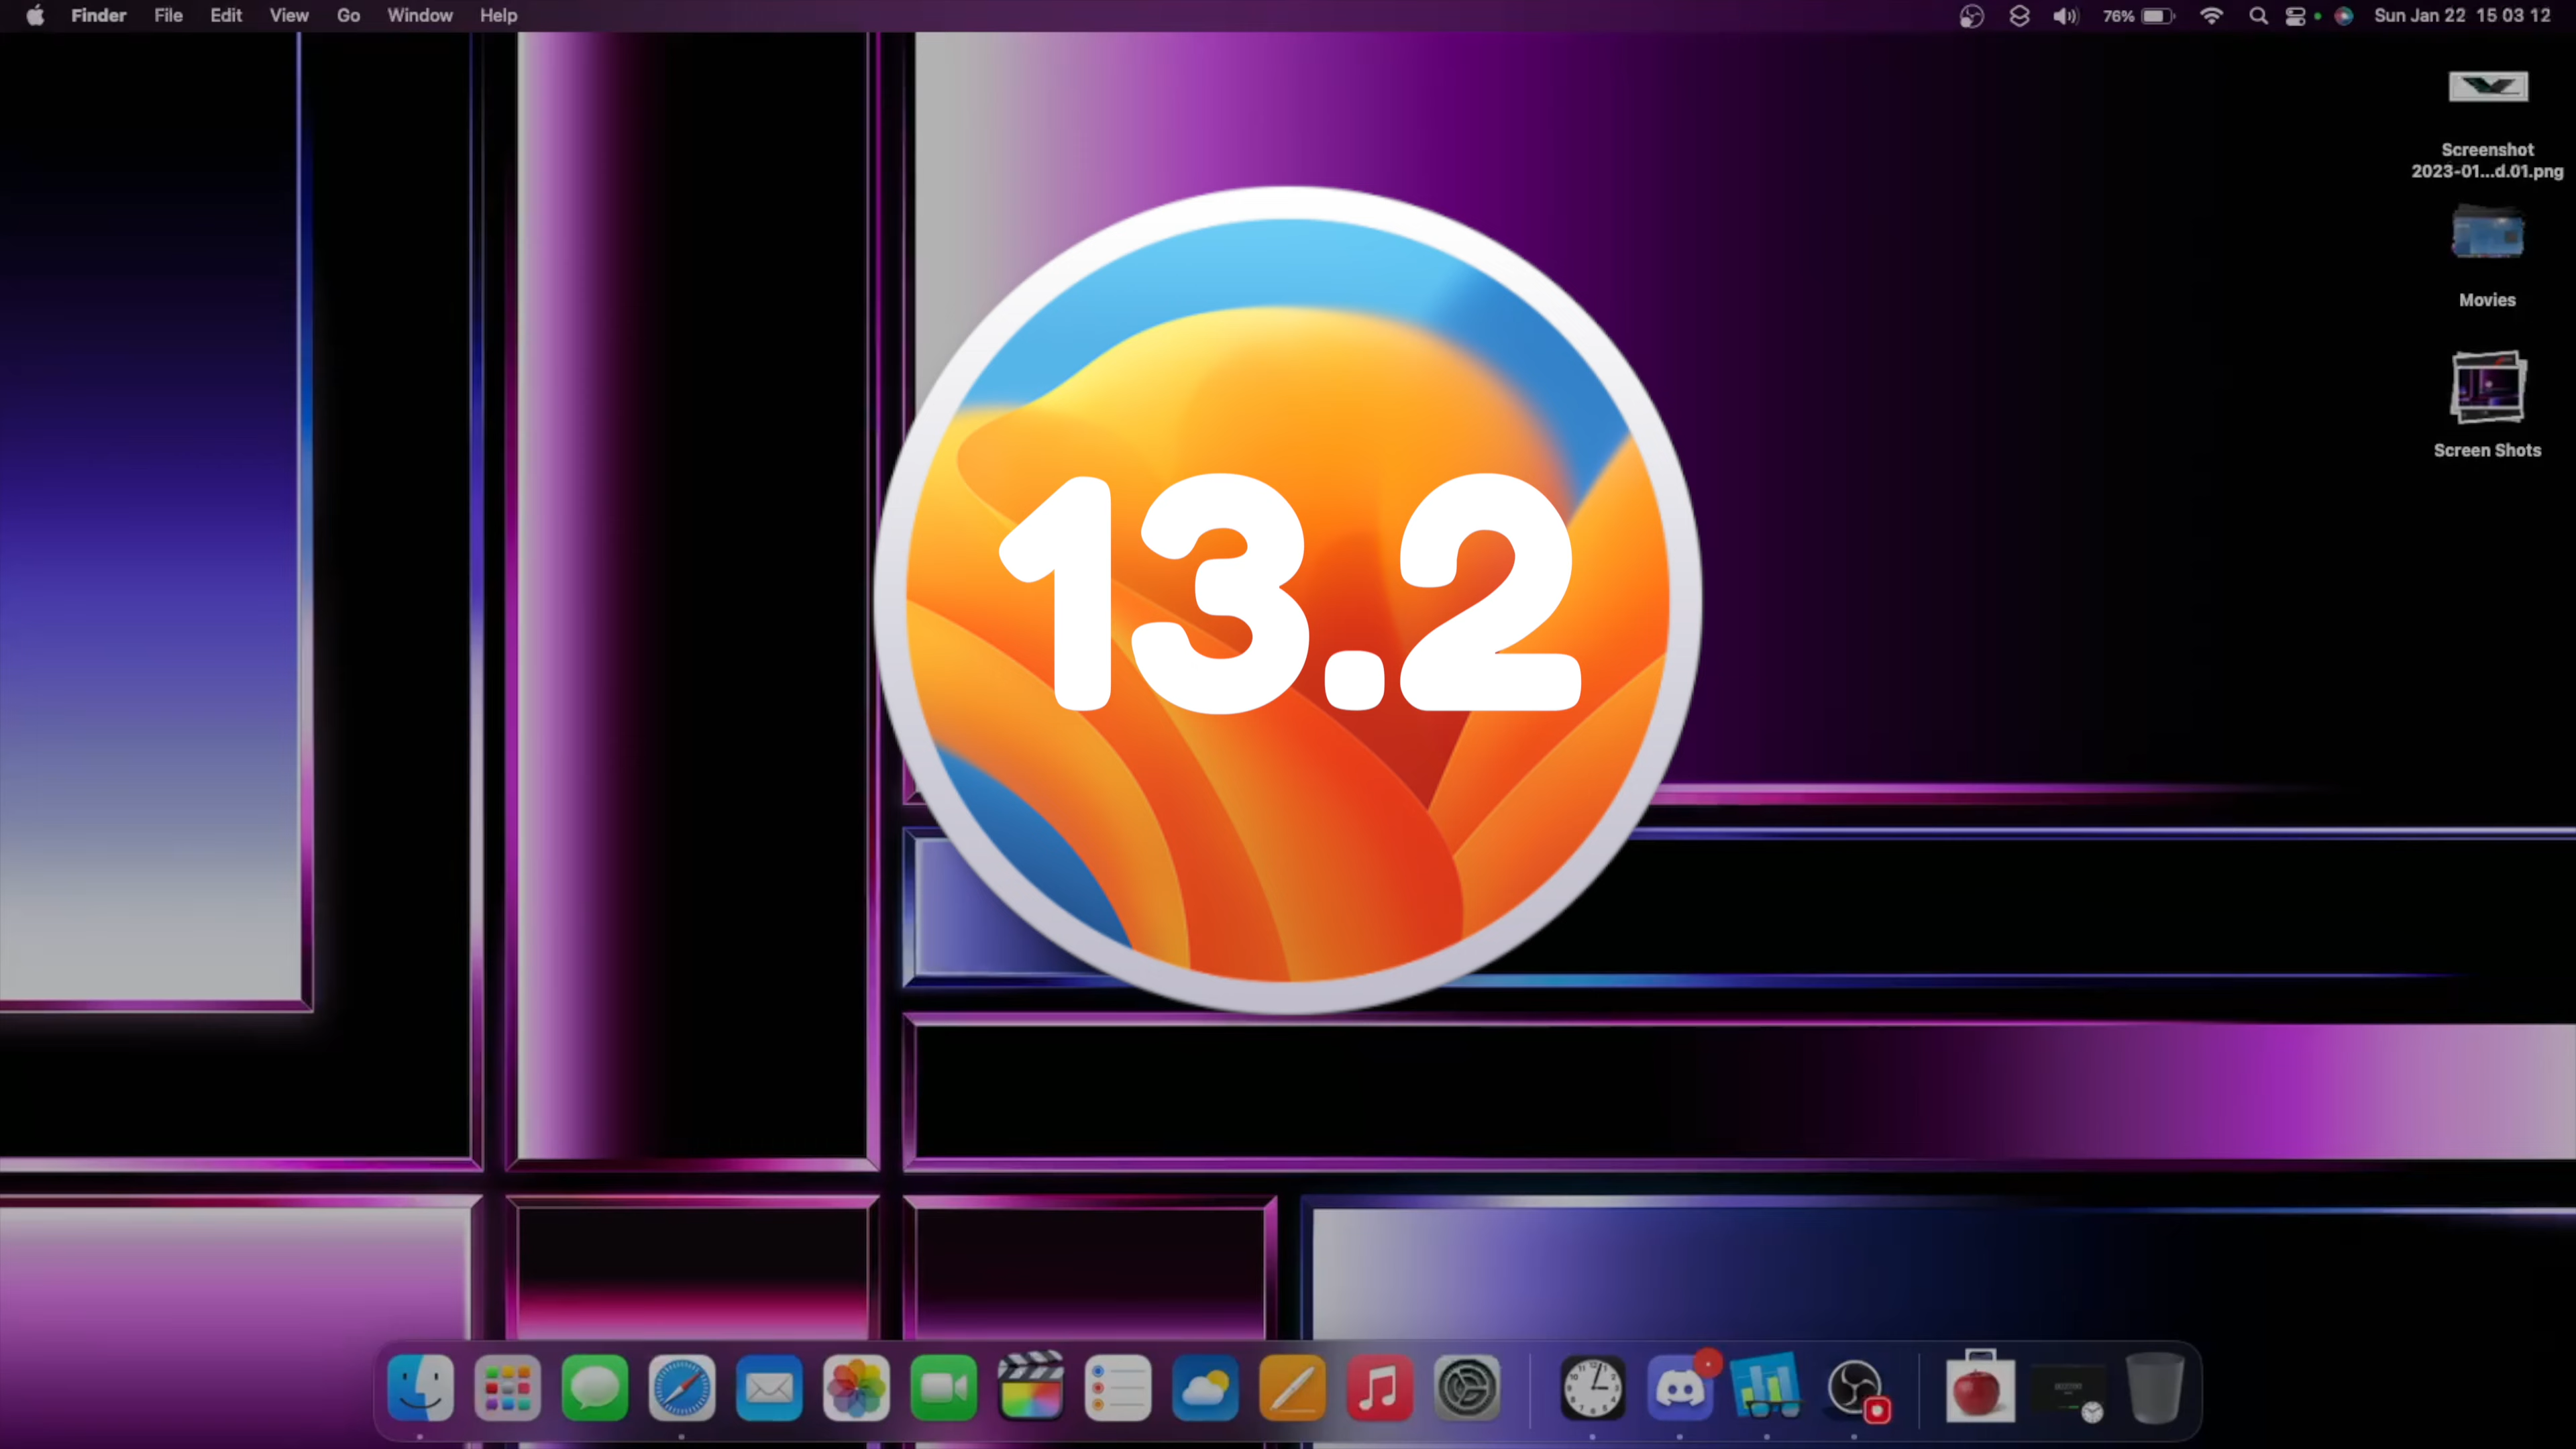 Finder File Edit View Go Window Help 76% Sun Jan 22 15 03 12
Screenshot
2023-01...d.01.png
Movies
Screen Shots
13.2